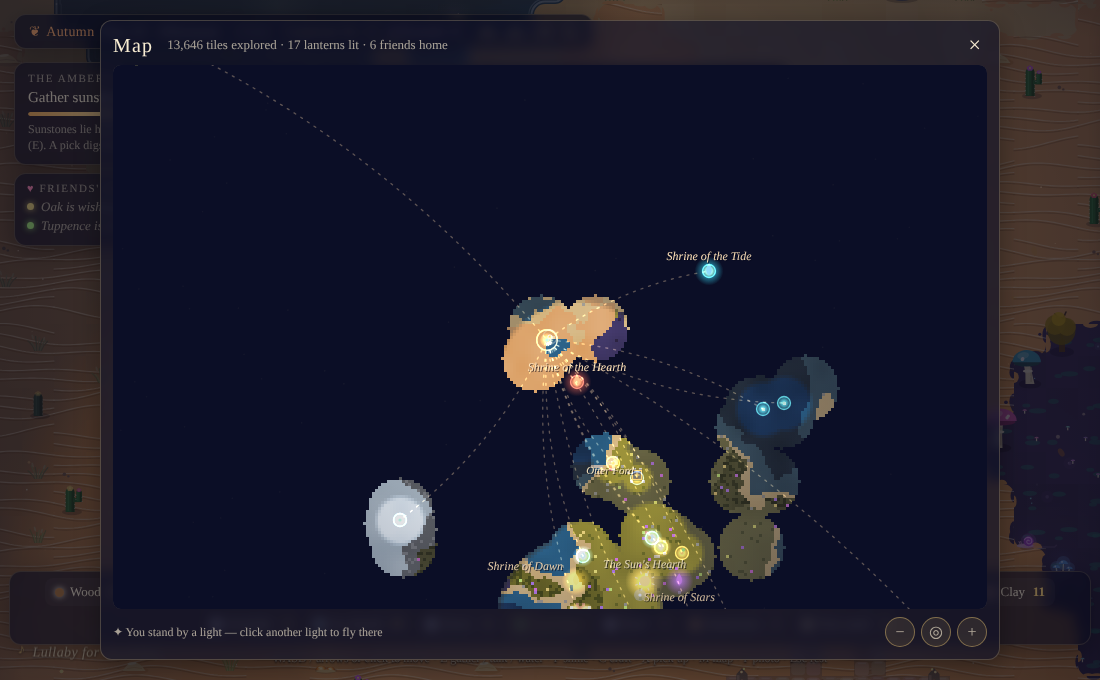 Autumn
Map
13,646 tiles explored · 17 lanterns lit · 6 friends home
×
THE AMBER
Gather suns
Sunstones lie h
(E). A pick digs
♥ FRIENDS'
Oak is wish
Tuppence is
Shrine of the Tide
Shrine of the Hearth
Otter Ford
Shrine of Dawn
The Sun's Hearth
Shrine of Stars
Wood
Clay 11
✦ You stand by a light — click another light to fly there
− ◎ +
♪ Lullaby for